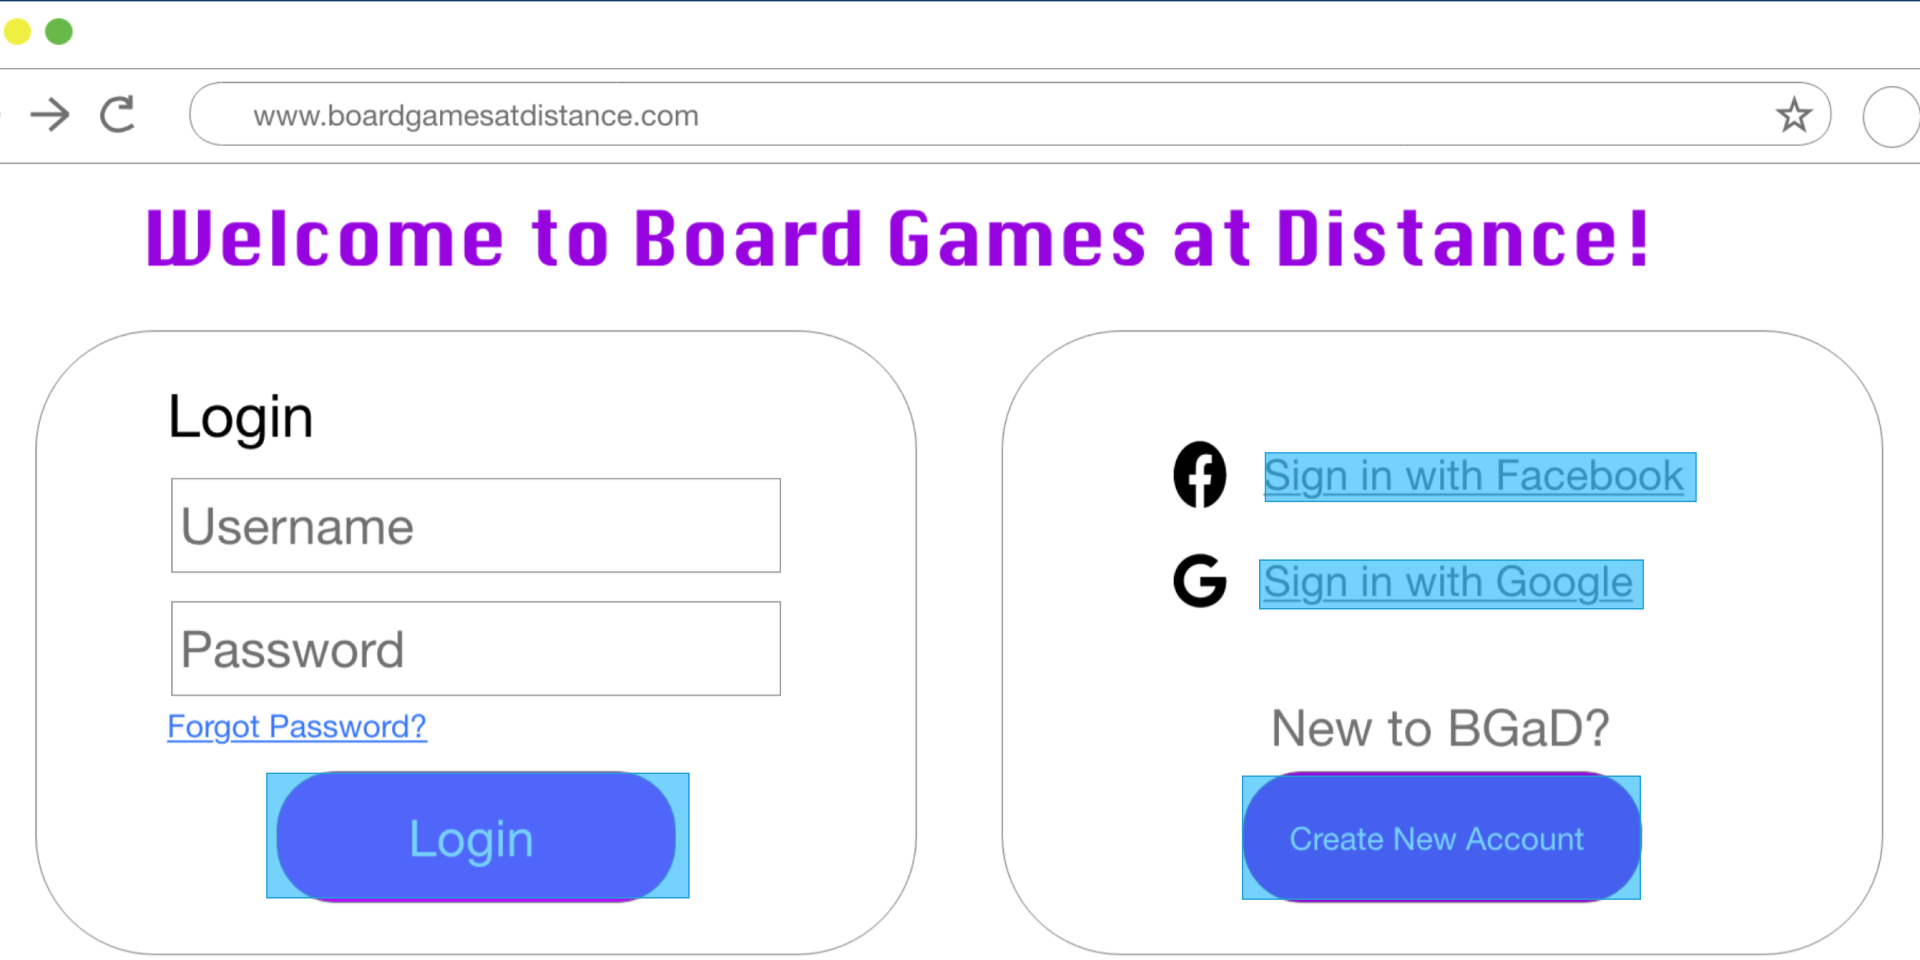 www.boardgamesatdistance.com
Welcome to Board Games at Distance!
Login
Username
Password
Forgot Password?
Login
Sign in with Facebook
Sign in with Google
New to BGaD?
Create New Account